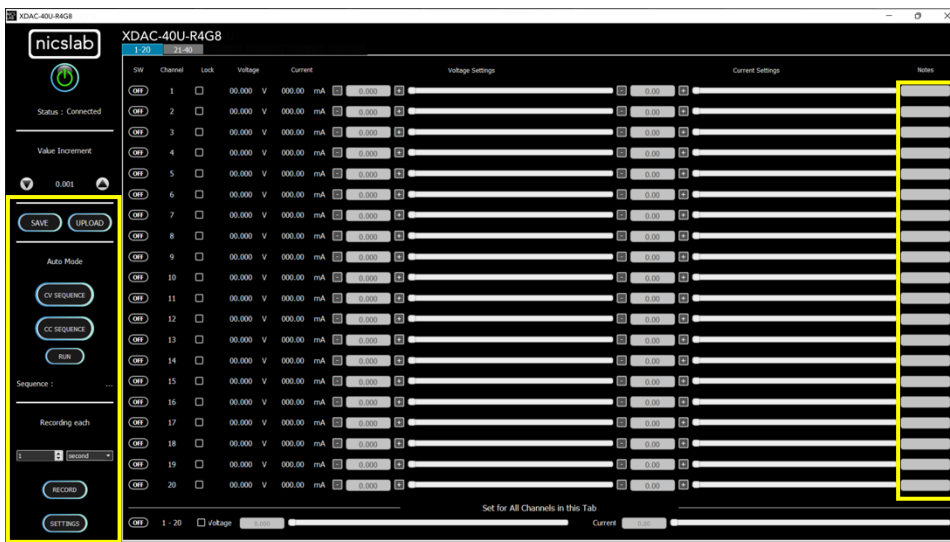 XDAC-40U-R4G8
nicslab
XDAC-40U-R4G8
1-20 21-40
Status : Connected
Value Increment
0.001
SAVE UPLOAD
Auto Mode
CV SEQUENCE
CC SEQUENCE
RUN
Sequence : ...
Recording each
1 second
RECORD
SETTINGS
SW Channel Lock Voltage Current Voltage Settings Current Settings Notes
OFF 1 00.000 V 000.00 mA - 0.000 + - 0.00 +
OFF 2 00.000 V 000.00 mA - 0.000 + - 0.00 +
OFF 3 00.000 V 000.00 mA - 0.000 + - 0.00 +
OFF 4 00.000 V 000.00 mA - 0.000 + - 0.00 +
OFF 5 00.000 V 000.00 mA - 0.000 + - 0.00 +
OFF 6 00.000 V 000.00 mA - 0.000 + - 0.00 +
OFF 7 00.000 V 000.00 mA - 0.000 + - 0.00 +
OFF 8 00.000 V 000.00 mA - 0.000 + - 0.00 +
OFF 9 00.000 V 000.00 mA - 0.000 + - 0.00 +
OFF 10 00.000 V 000.00 mA - 0.000 + - 0.00 +
OFF 11 00.000 V 000.00 mA - 0.000 + - 0.00 +
OFF 12 00.000 V 000.00 mA - 0.000 + - 0.00 +
OFF 13 00.000 V 000.00 mA - 0.000 + - 0.00 +
OFF 14 00.000 V 000.00 mA - 0.000 + - 0.00 +
OFF 15 00.000 V 000.00 mA - 0.000 + - 0.00 +
OFF 16 00.000 V 000.00 mA - 0.000 + - 0.00 +
OFF 17 00.000 V 000.00 mA - 0.000 + - 0.00 +
OFF 18 00.000 V 000.00 mA - 0.000 + - 0.00 +
OFF 19 00.000 V 000.00 mA - 0.000 + - 0.00 +
OFF 20 00.000 V 000.00 mA - 0.000 + - 0.00 +
Set for All Channels in this Tab
OFF 1 - 20 Voltage Current 0.00